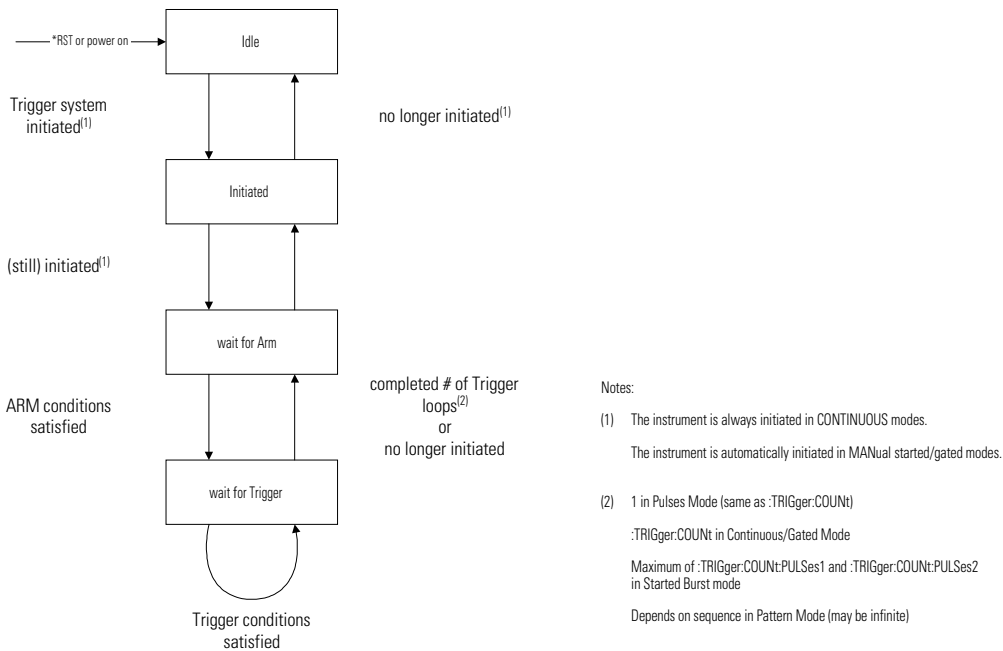 *RST or power on
Idle
Trigger system
initiated(1)
no longer initiated(1)
Initiated
(still) initiated(1)
wait for Arm
ARM conditions
satisfied
completed # of Trigger
loops(2)
or
no longer initiated
wait for Trigger
Trigger conditions
satisfied
Notes:
(1) The instrument is always initiated in CONTINUOUS modes.
The instrument is automatically initiated in MANual started/gated modes.
(2) 1 in Pulses Mode (same as :TRIGger:COUNt)
:TRIGger:COUNt in Continuous/Gated Mode
Maximum of :TRIGger:COUNt:PULSes1 and :TRIGger:COUNt:PULSes2
in Started Burst mode
Depends on sequence in Pattern Mode (may be infinite)